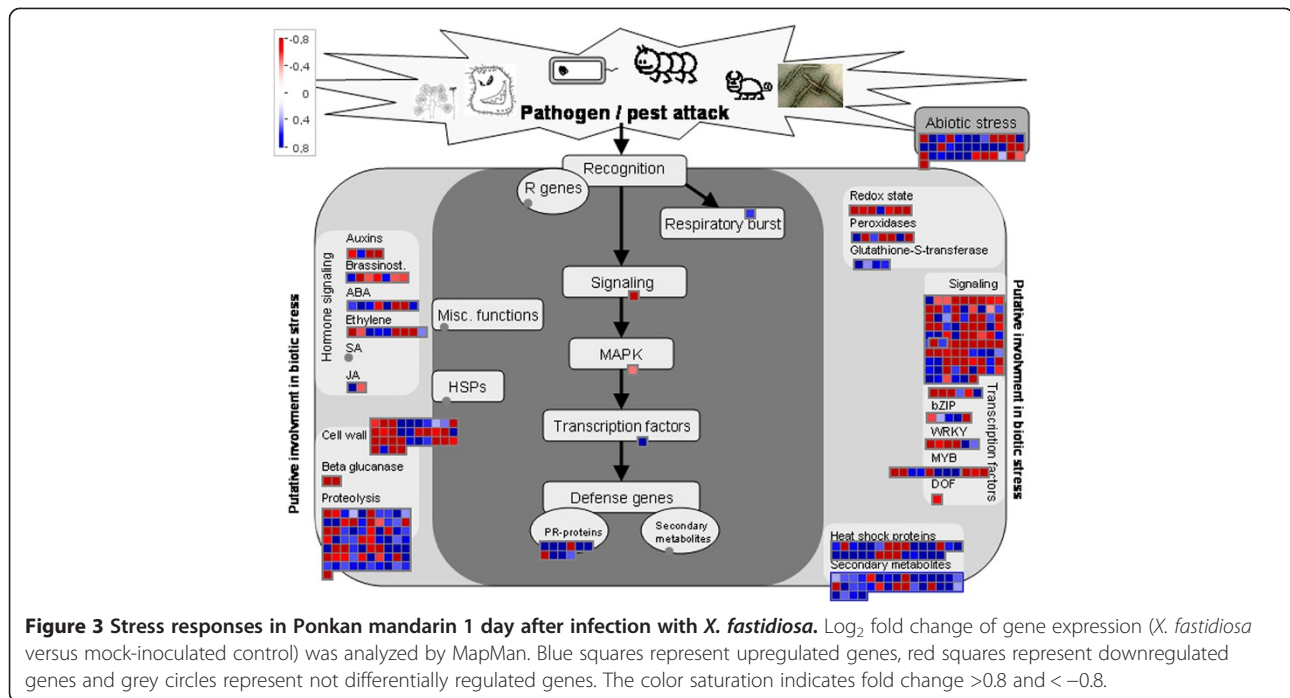 -0,8
-0,4
0
0,4
0,8
Pathogen / pest attack
Abiotic stress
Recognition
R genes
Respiratory burst
Redox state
Peroxidases
Glutathione-S-transferase
Auxins
Brassinost.
ABA
Ethylene
SA
JA
Hormone signaling
Putative involvment in biotic stress
Signaling
Misc. functions
MAPK
HSPs
Transcription factors
Cell wall
Beta glucanase
Proteolysis
Defense genes
PR-proteins
Secondary
metabolites
Signaling
bZIP
WRKY
MYB
DOF
Transcription factors
Putative involvment in biotic stress
Heat shock proteins
Secondary metabolites
Figure 3 Stress responses in Ponkan mandarin 1 day after infection with X. fastidiosa. Log₂ fold change of gene expression (X. fastidiosa
versus mock-inoculated control) was analyzed by MapMan. Blue squares represent upregulated genes, red squares represent downregulated
genes and grey circles represent not differentially regulated genes. The color saturation indicates fold change >0.8 and < −0.8.